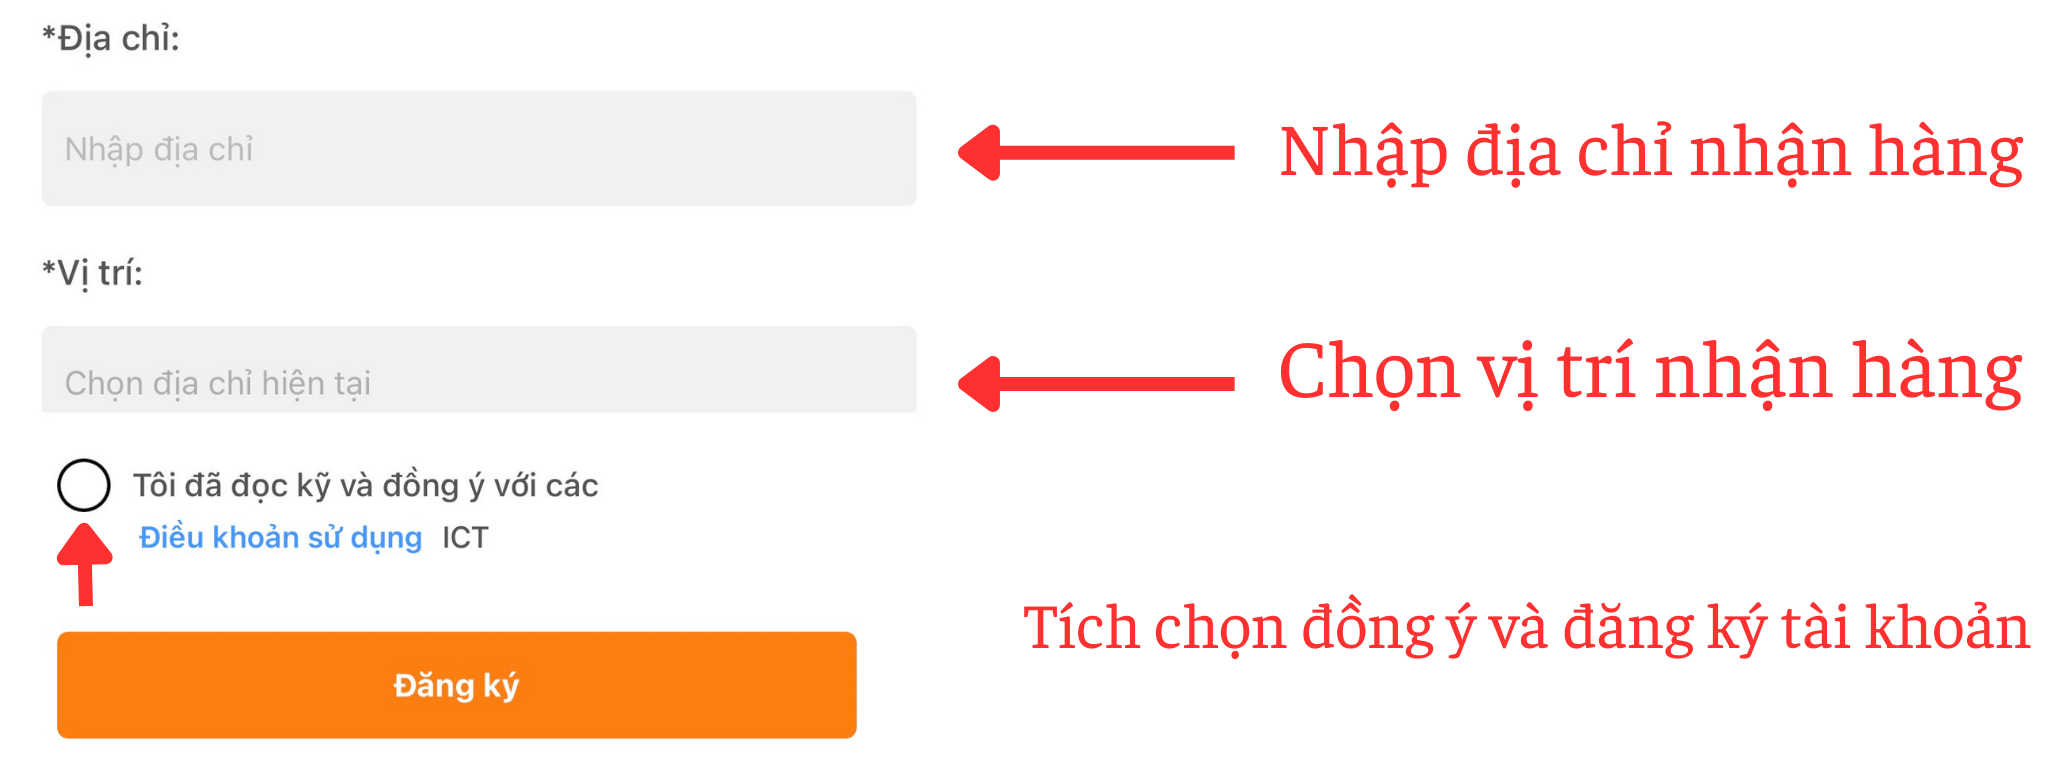 *Địa chỉ:
Nhập địa chỉ
Nhập địa chỉ nhận hàng
*Vị trí:
Chọn địa chỉ hiện tại
Chọn vị trí nhận hàng
Tôi đã đọc kỹ và đồng ý với các
Điều khoản sử dụng ICT
Tích chọn đồng ý và đăng ký tài khoản
Đăng ký